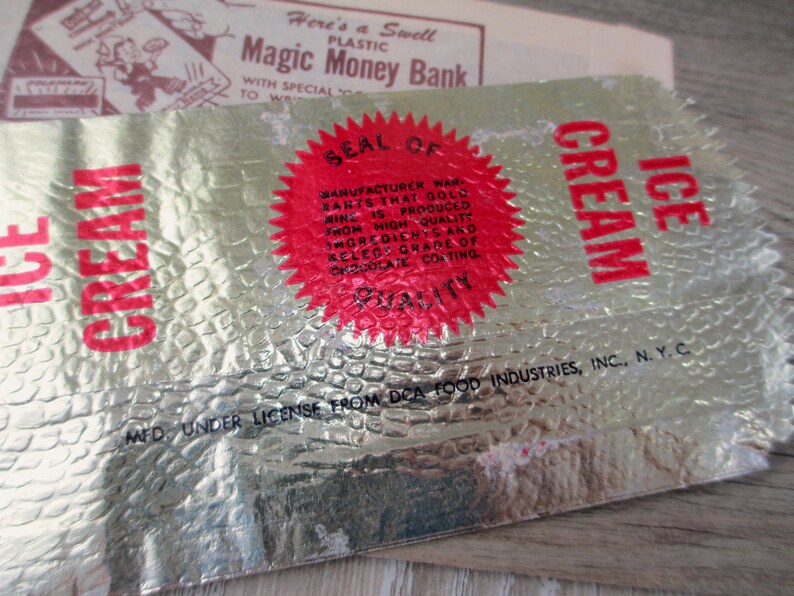 Here's a Swell
PLASTIC
Magic Money Bank
WITH SPECIAL
TO
ICE
CREAM
SEAL OF
MANUFACTURER WAR-
RANTS THAT GOLD
MINE IS PRODUCED
FROM HIGH QUALITY
INGREDIENTS AND
SELECT GRADE OF
CHOCOLATE COATING.
QUALITY
ICE
CREAM
MFD. UNDER LICENSE FROM DCA FOOD INDUSTRIES, INC., N. Y. C.